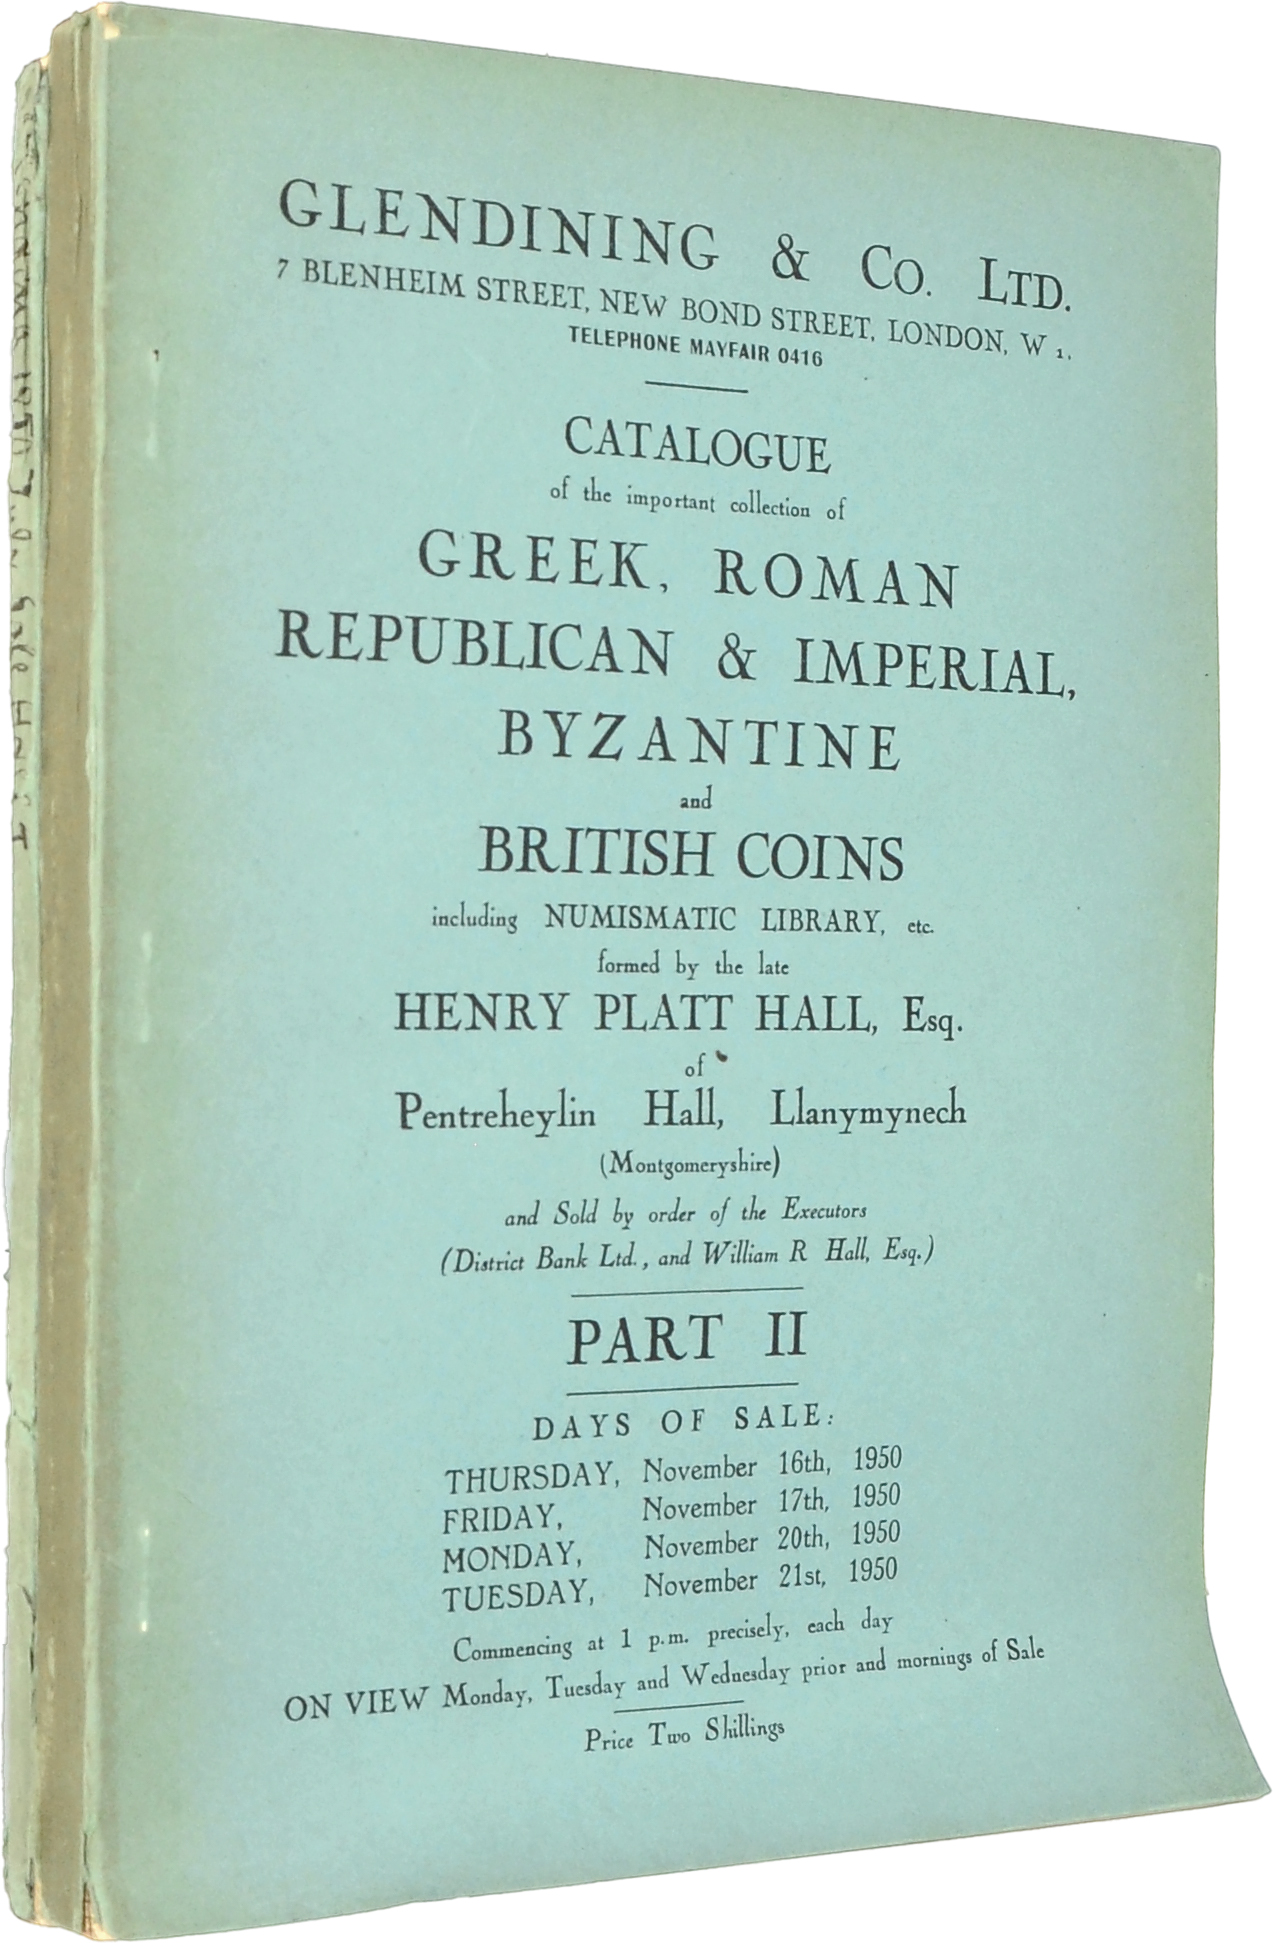 GLENDINING & Co. LTD.
7 BLENHEIM STREET, NEW BOND STREET, LONDON, W 1.
TELEPHONE MAYFAIR 0416
CATALOGUE
of the important collection of
GREEK, ROMAN
REPUBLICAN & IMPERIAL,
BYZANTINE
and
BRITISH COINS
including NUMISMATIC LIBRARY, etc.
formed by the late
HENRY PLATT HALL, Esq.
of
Pentreheylin Hall, Llanymynech
(Montgomeryshire)
and Sold by order of the Executors
(District Bank Ltd., and William R Hall, Esq.)
PART II
DAYS OF SALE:
THURSDAY, November 16th, 1950
FRIDAY, November 17th, 1950
MONDAY, November 20th, 1950
TUESDAY, November 21st, 1950
Commencing at 1 p.m. precisely, each day
ON VIEW Monday, Tuesday and Wednesday prior and mornings of Sale
Price Two Shillings